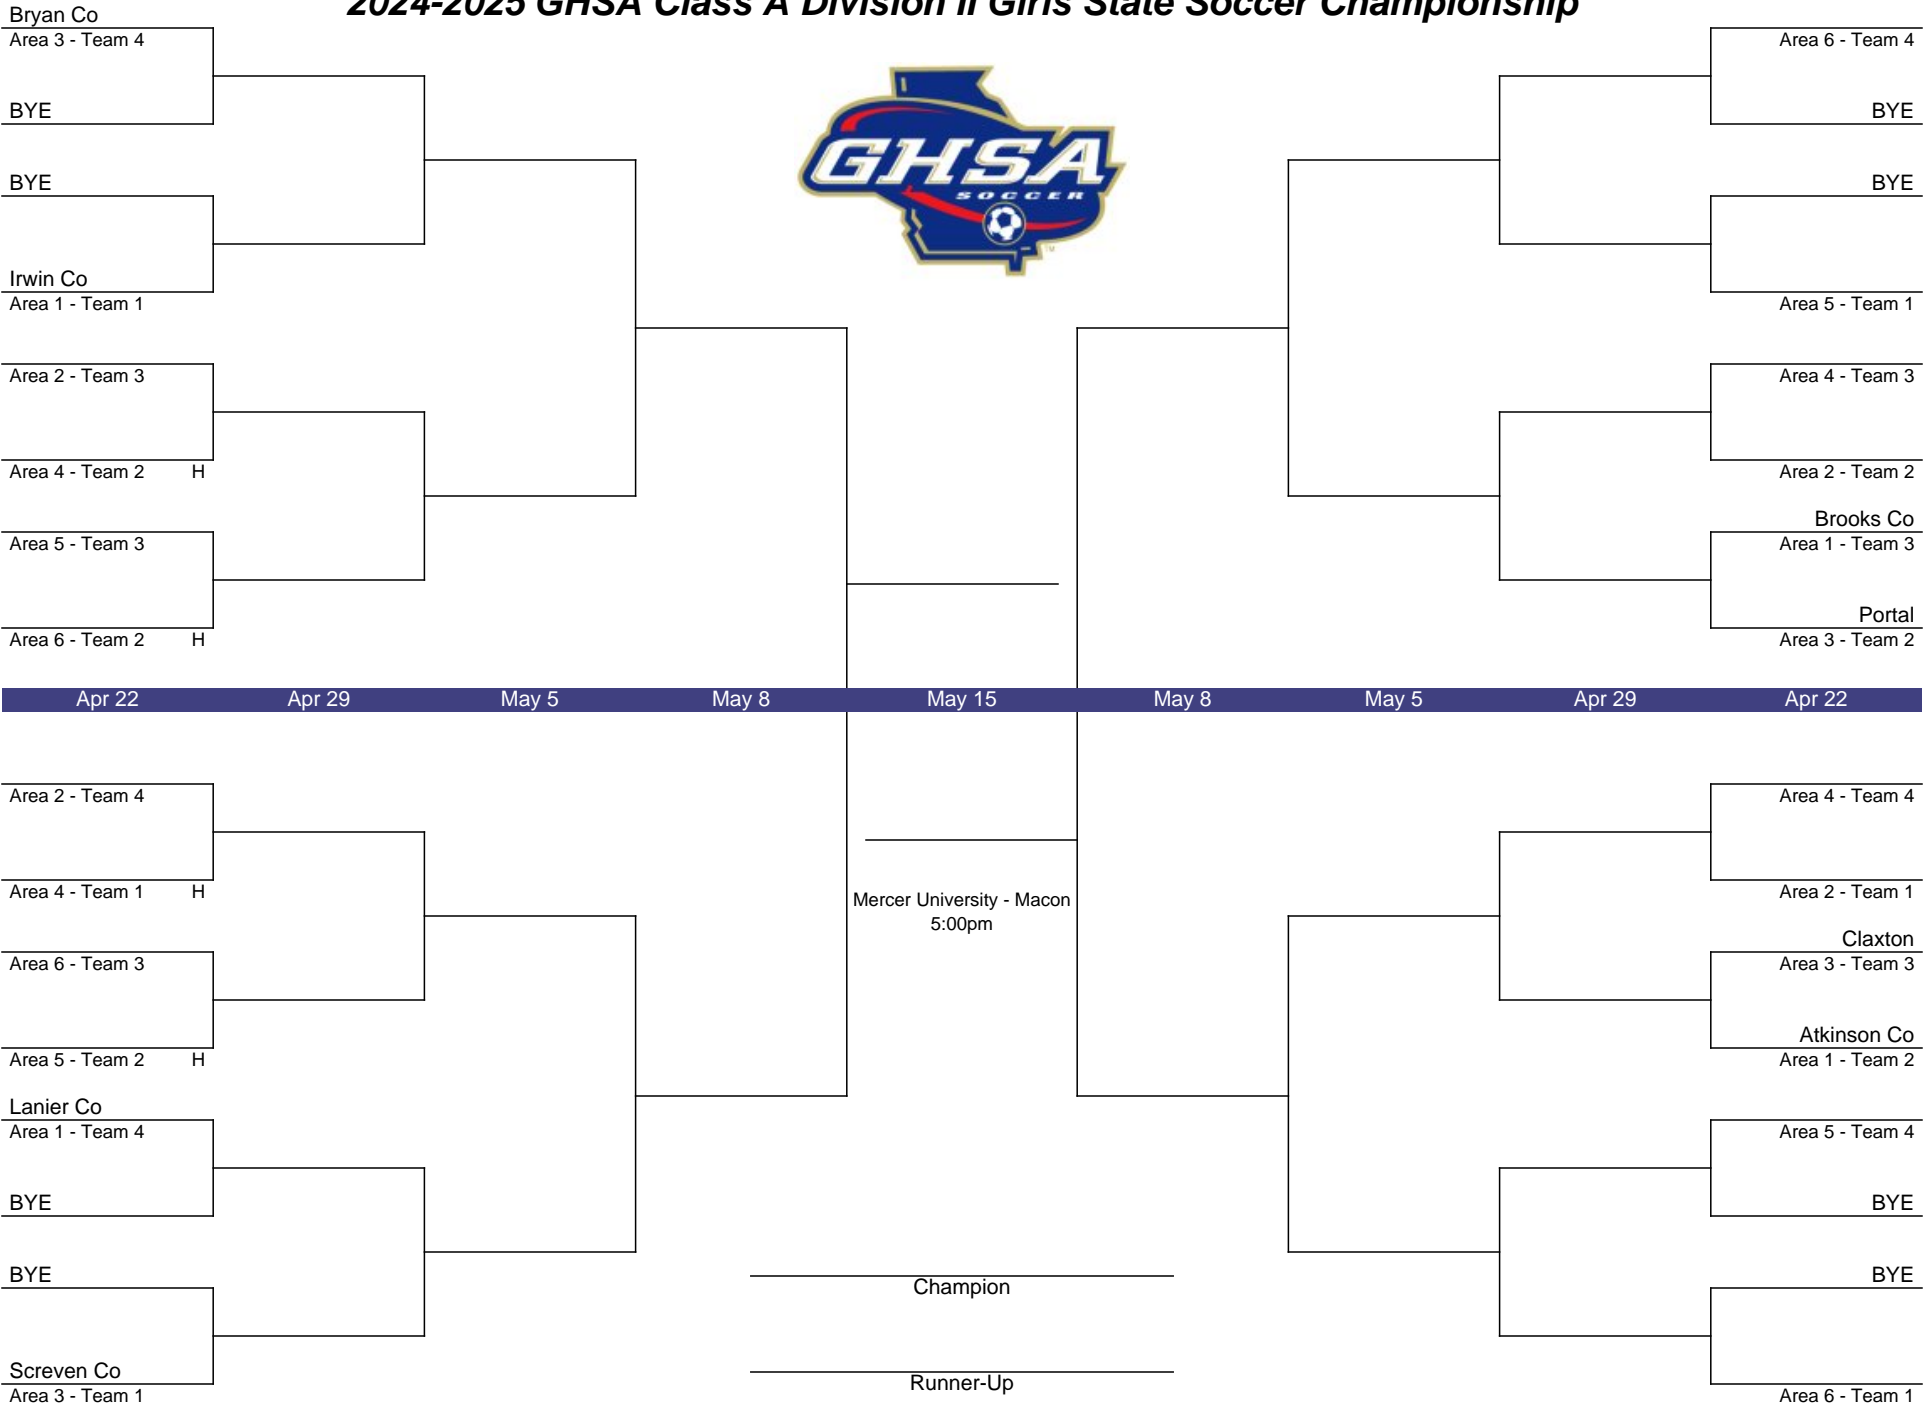 2024-2025 GHSA Class A Division II Girls State Soccer Championship
Bryan Co
Area 3 - Team 4
BYE
BYE
Irwin Co
Area 1 - Team 1
Area 2 - Team 3
Area 4 - Team 2 H
Area 5 - Team 3
Area 6 - Team 2 H
GHSA
SOCCER
TM
Area 6 - Team 4
BYE
BYE
Area 5 - Team 1
Area 4 - Team 3
Area 2 - Team 2
Brooks Co
Area 1 - Team 3
Portal
Area 3 - Team 2
Apr 22 Apr 29 May 5 May 8 May 15 May 8 May 5 Apr 29 Apr 22
Area 2 - Team 4
Area 4 - Team 1 H
Area 6 - Team 3
Area 5 - Team 2 H
Lanier Co
Area 1 - Team 4
BYE
BYE
Screven Co
Area 3 - Team 1
Mercer University - Macon
5:00pm
Champion
Runner-Up
Area 4 - Team 4
Area 2 - Team 1
Claxton
Area 3 - Team 3
Atkinson Co
Area 1 - Team 2
Area 5 - Team 4
BYE
BYE
Area 6 - Team 1